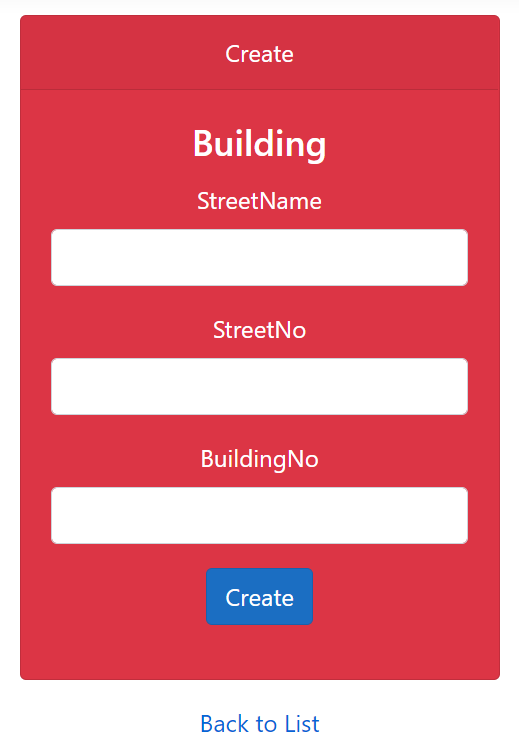 Create
Building
StreetName
StreetNo
BuildingNo
Create
Back to List